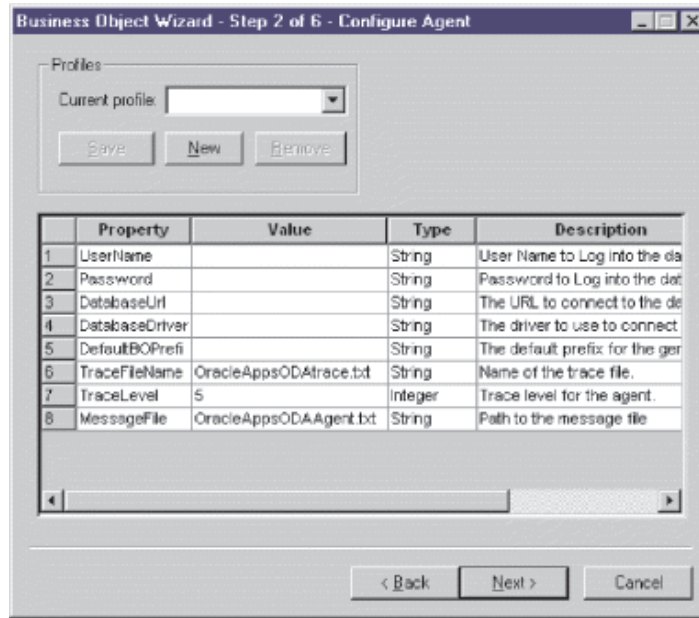 Business Object Wizard - Step 2 of 6 - Configure Agent
Profiles
Current profile:
Save New Remove
Property Value Type Description
1 UserName String User Name to Log into the da
2 Password String Password to Log into the dat
3 DatabaseUrl String The URL to connect to the da
4 DatabaseDriver String The driver to use to connect
5 DefaultBOPrefi String The default prefix for the ger
6 TraceFileName OracleAppsODAtrace.txt String Name of the trace file.
7 TraceLevel 5 Integer Trace level for the agent.
8 MessageFile OracleAppsODAAgent.txt String Path to the message file
< Back Next > Cancel